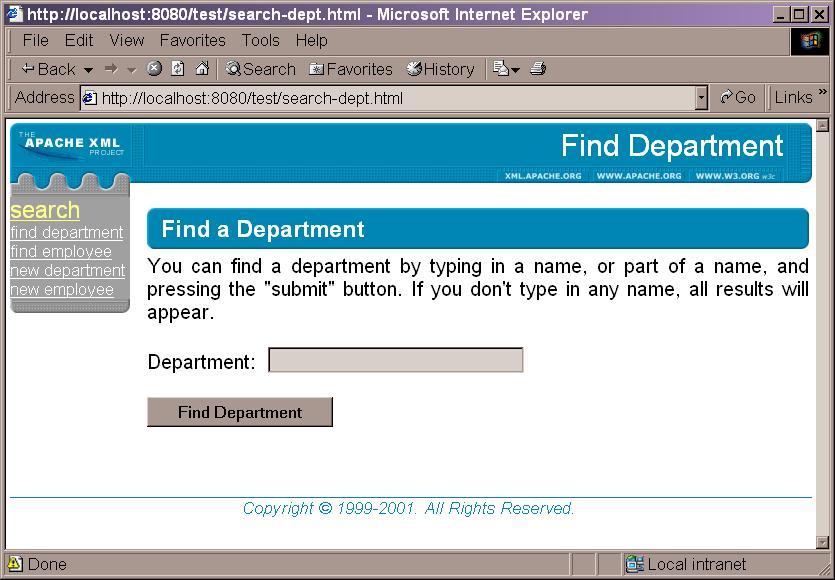 http://localhost:8080/test/search-dept.html - Microsoft Internet Explorer
File Edit View Favorites Tools Help
Back Search Favorites History
Address http://localhost:8080/test/search-dept.html Go Links »
THE
APACHE XML
PROJECT
Find Department
XML.APACHE.ORG WWW.APACHE.ORG WWW.W3.ORG w3c
search
find department
find employee
new department
new employee
Find a Department
You can find a department by typing in a name, or part of a name, and
pressing the "submit" button. If you don't type in any name, all results will
appear.
Department:
Find Department
Copyright © 1999-2001. All Rights Reserved.
Done Local intranet